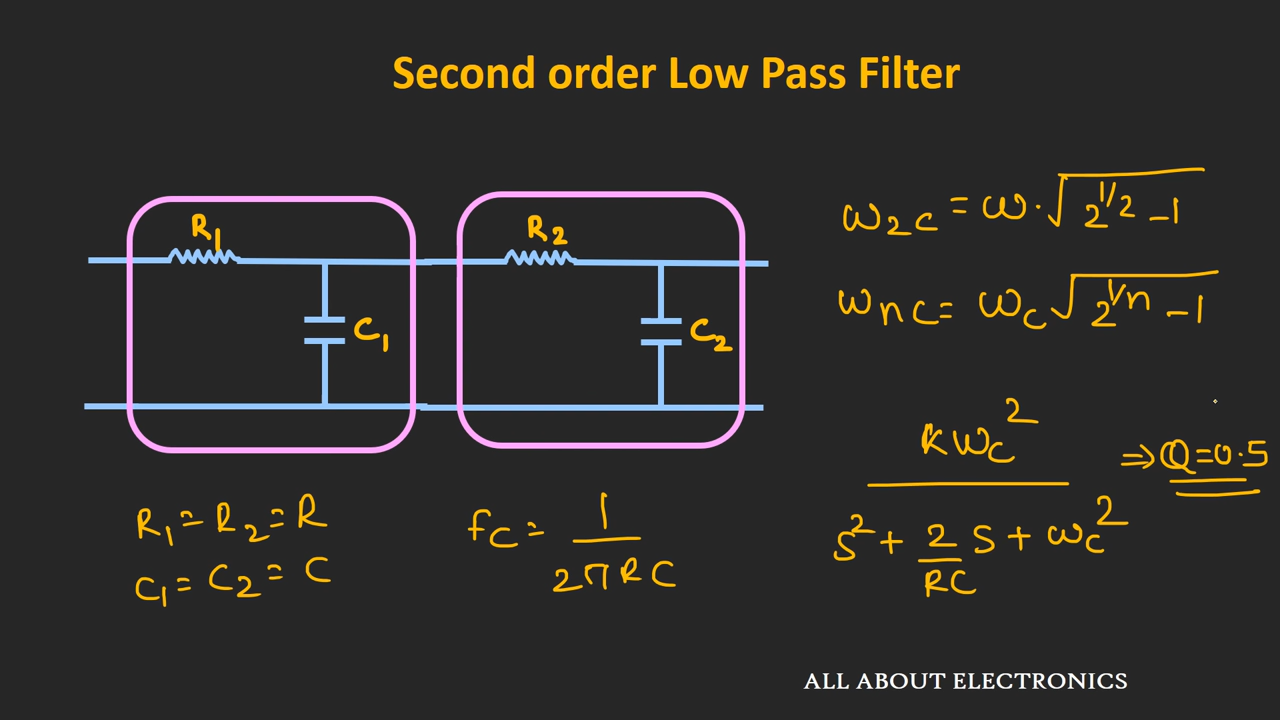 Second order Low Pass Filter
R₁
C₁
R₂
C₂
ω₂c = ω·√(2^(1/2) − 1)
ωnc = ωc√(2^(1/n) − 1)
Kωc² / (s² + (2/RC)s + ωc²) ⇒ Q=0.5
R₁ = R₂ = R
C₁ = C₂ = C
fc = 1/(2πRC)
ALL ABOUT ELECTRONICS